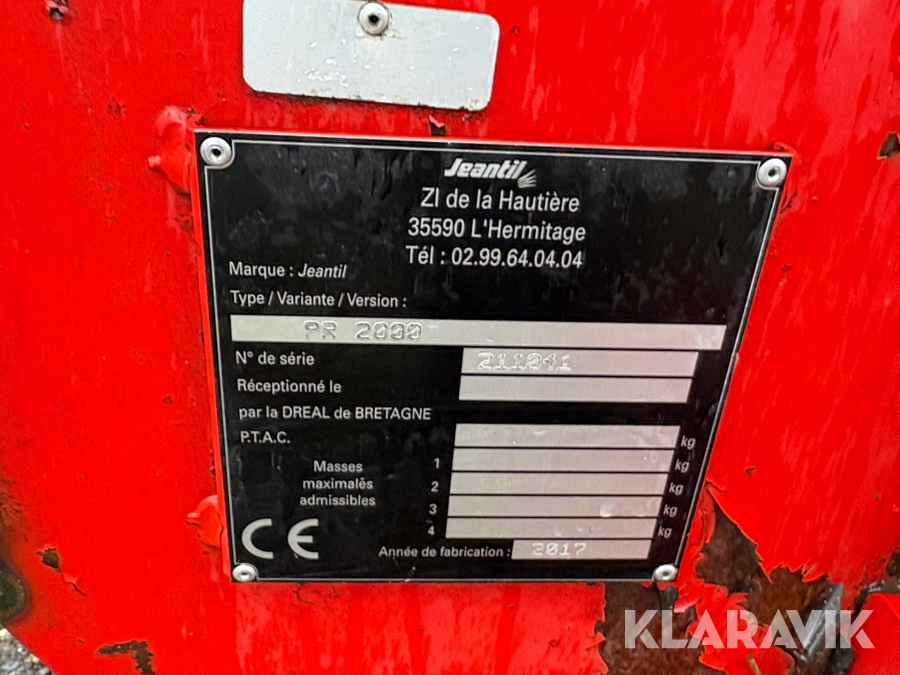 Jeantil
ZI de la Hautière
35590 L'Hermitage
Tél : 02.99.64.04.04
Marque : Jeantil
Type / Variante / Version :
PR 2000
N° de série 211041
Réceptionné le
par la DREAL de BRETAGNE
P.T.A.C. kg
Masses maximalés admissibles
1 kg
2 kg
3 kg
4 kg
CE
Année de fabrication : 2017
KLARAVIK